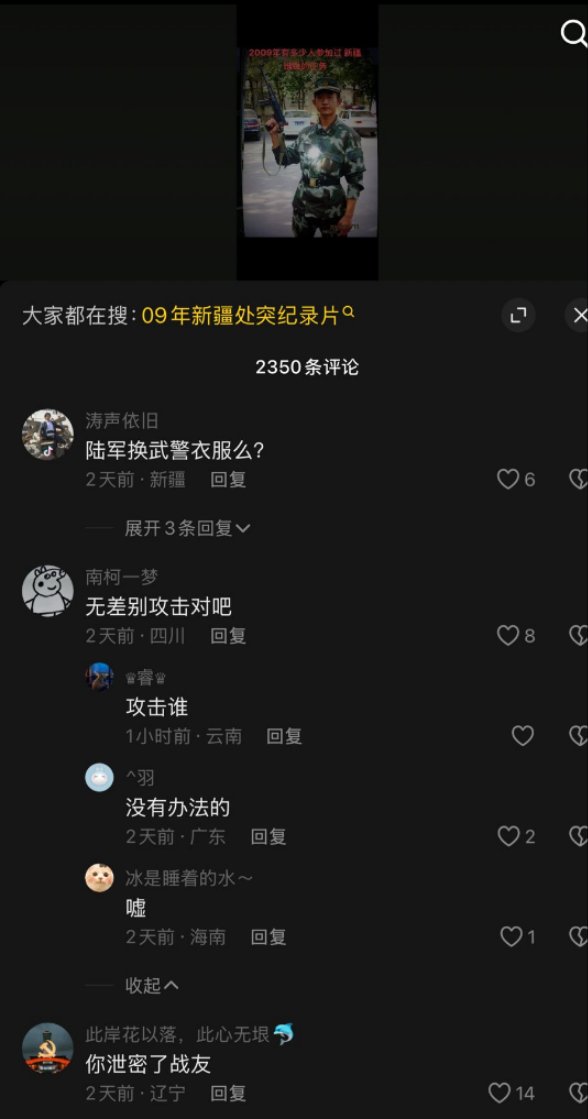 2009年有多少人参加过新疆
大家都在搜：09年新疆处突纪录片
2350条评论
涛声依旧
陆军换武警衣服么?
2天前·新疆 回复
6
展开3条回复
南柯一梦
无差别攻击对吧
2天前·四川 回复
8
♕睿♕
攻击谁
1小时前·云南 回复
^羽
没有办法的
2天前·广东 回复
2
冰是睡着的水～
嘘
2天前·海南 回复
1
收起
此岸花以落，此心无垠🐬
你泄密了战友
2天前·辽宁 回复
14